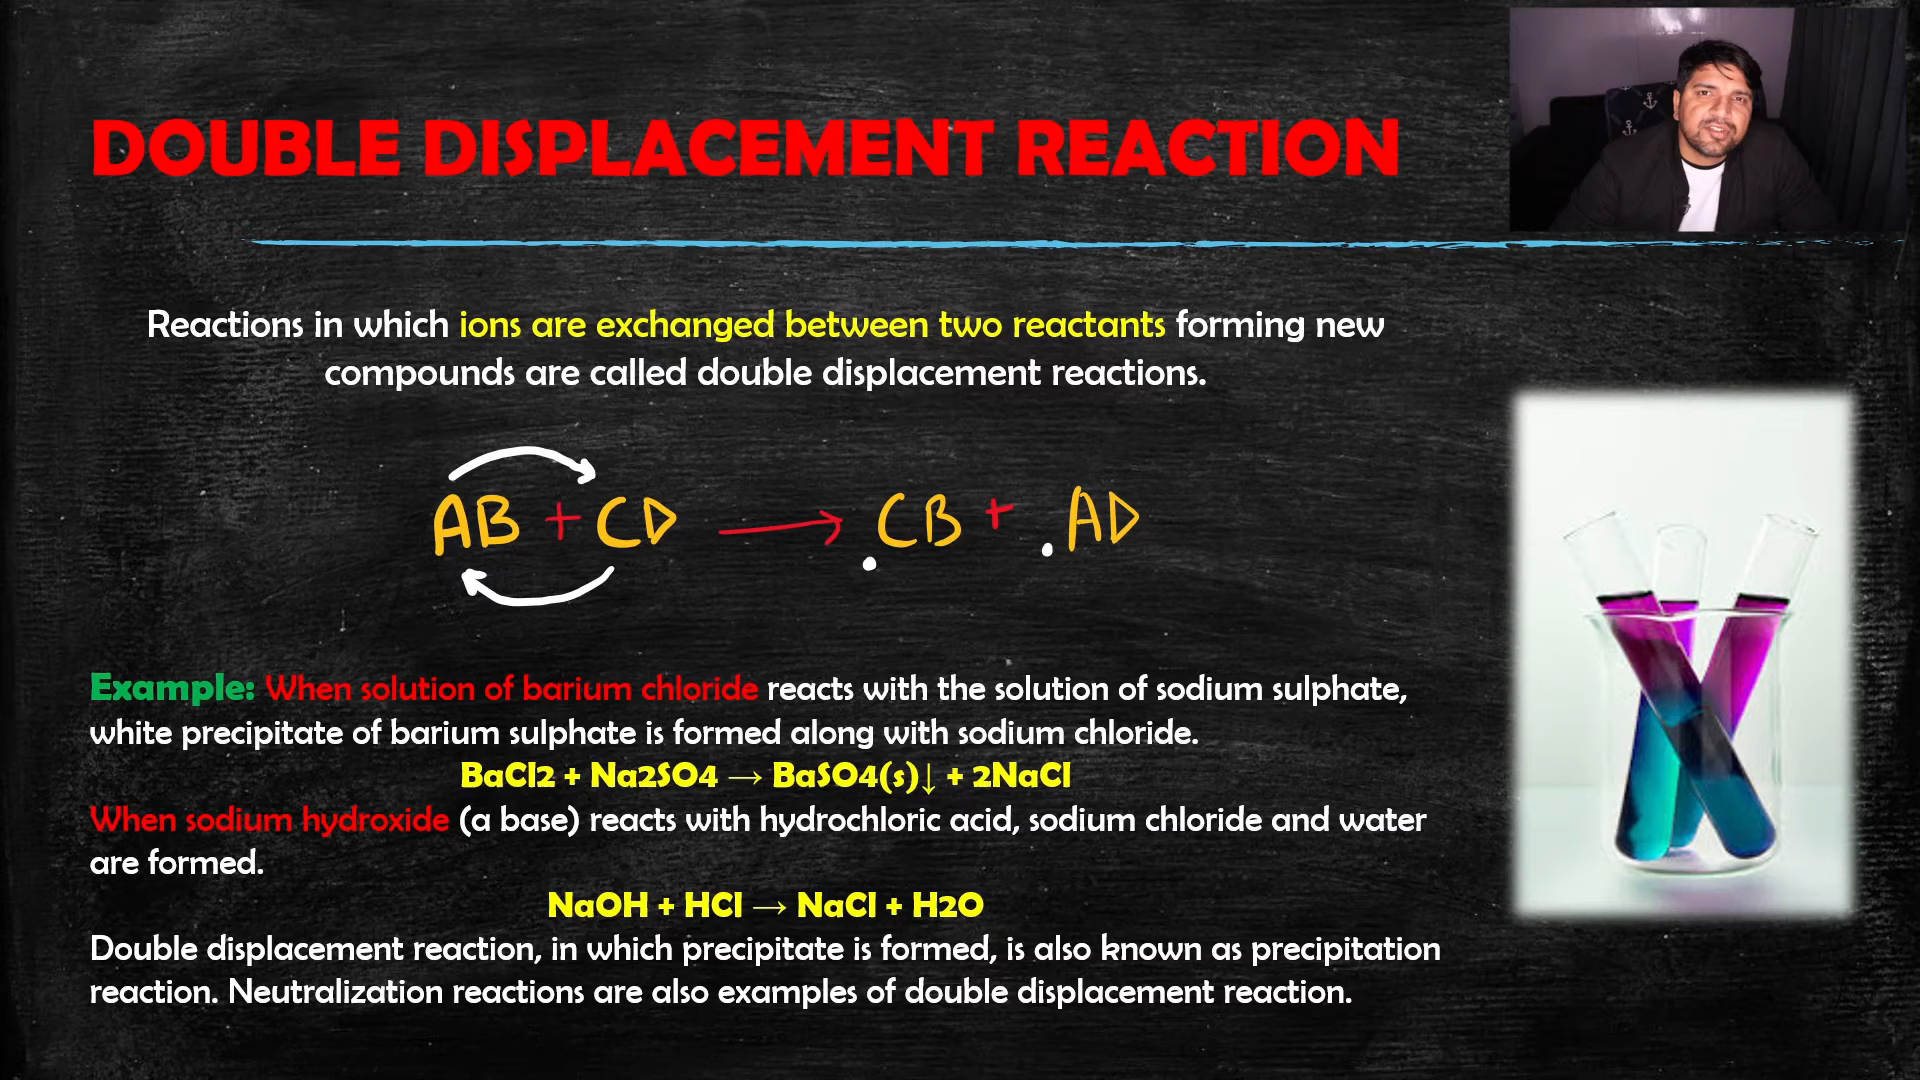 DOUBLE DISPLACEMENT REACTION
Reactions in which ions are exchanged between two reactants forming new
compounds are called double displacement reactions.
AB + CD → CB + AD
Example: When solution of barium chloride reacts with the solution of sodium sulphate,
white precipitate of barium sulphate is formed along with sodium chloride.
BaCl2 + Na2SO4 → BaSO4(s)↓ + 2NaCl
When sodium hydroxide (a base) reacts with hydrochloric acid, sodium chloride and water
are formed.
NaOH + HCl → NaCl + H2O
Double displacement reaction, in which precipitate is formed, is also known as precipitation
reaction. Neutralization reactions are also examples of double displacement reaction.